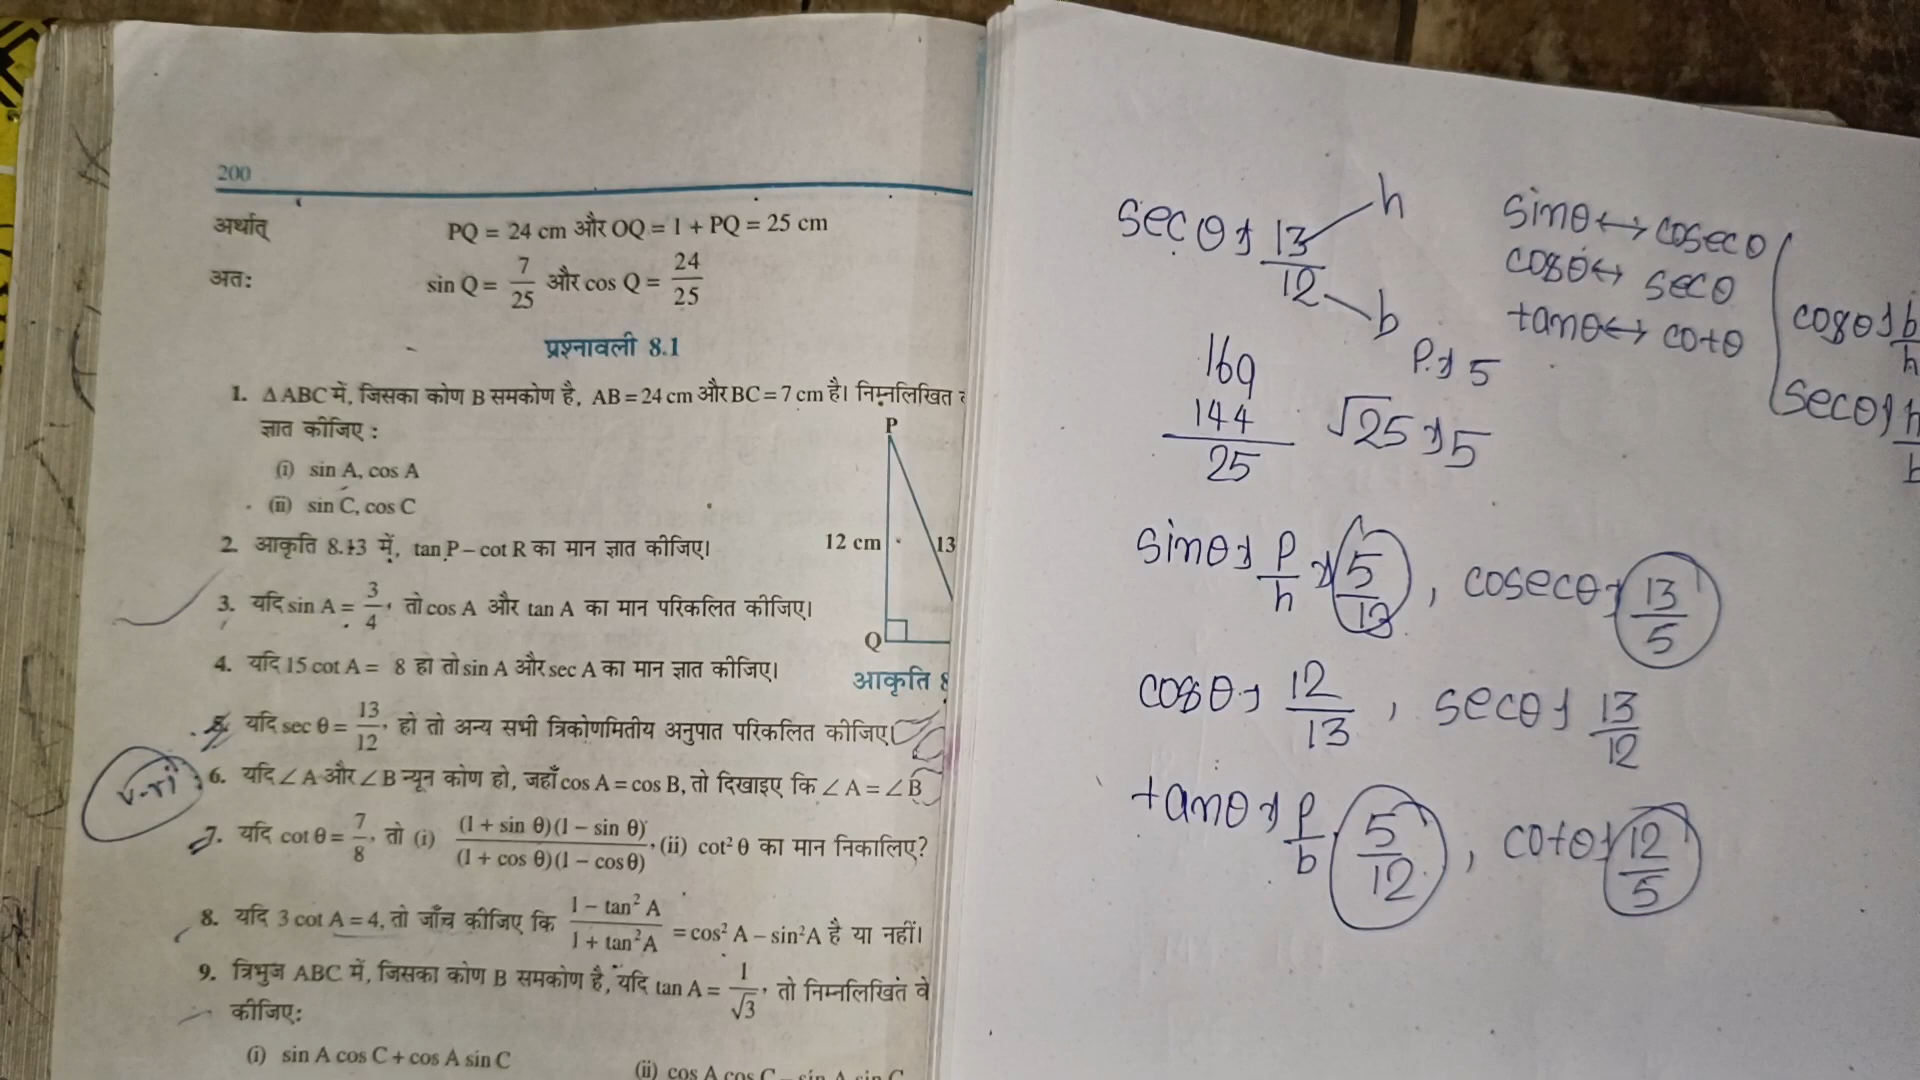 200
अर्थात् PQ = 24 cm और OQ = 1 + PQ = 25 cm
अतः sin Q = 7/25 और cos Q = 24/25
प्रश्नावली 8.1
1. Δ ABC में, जिसका कोण B समकोण है, AB = 24 cm और BC = 7 cm है। निम्नलिखित
ज्ञात कीजिए :
(i) sin A, cos A
(ii) sin C, cos C
2. आकृति 8.13 में, tan P – cot R का मान ज्ञात कीजिए।
3. यदि sin A = 3/4, तो cos A और tan A का मान परिकलित कीजिए।
4. यदि 15 cot A = 8 हो तो sin A और sec A का मान ज्ञात कीजिए।
5. यदि sec θ = 13/12, हो तो अन्य सभी त्रिकोणमितीय अनुपात परिकलित कीजिए।
6. यदि ∠ A और ∠ B न्यून कोण हो, जहाँ cos A = cos B, तो दिखाइए कि ∠ A = ∠ B
7. यदि cot θ = 7/8, तो (i) (1 + sin θ)(1 – sin θ)/(1 + cos θ)(1 – cos θ), (ii) cot² θ का मान निकालिए?
8. यदि 3 cot A = 4, तो जाँच कीजिए कि 1 – tan² A/1 + tan² A = cos² A – sin² A है या नहीं।
9. त्रिभुज ABC में, जिसका कोण B समकोण है, यदि tan A = 1/√3, तो निम्नलिखित
कीजिए:
(i) sin A cos C + cos A sin C
(ii) cos A cos C – sin A sin C
P
12 cm
13
Q
आकृति 8
secθ 13/12
h
b
sinθ ↔ cosecθ
cosθ ↔ secθ
tanθ ↔ cotθ
cosθ b/h
secθ h/b
169
144
25
P 5
√25 5
sinθ P/h 5/13, cosecθ 13/5
cosθ 12/13, secθ 13/12
tanθ P/b 5/12, cotθ 12/5